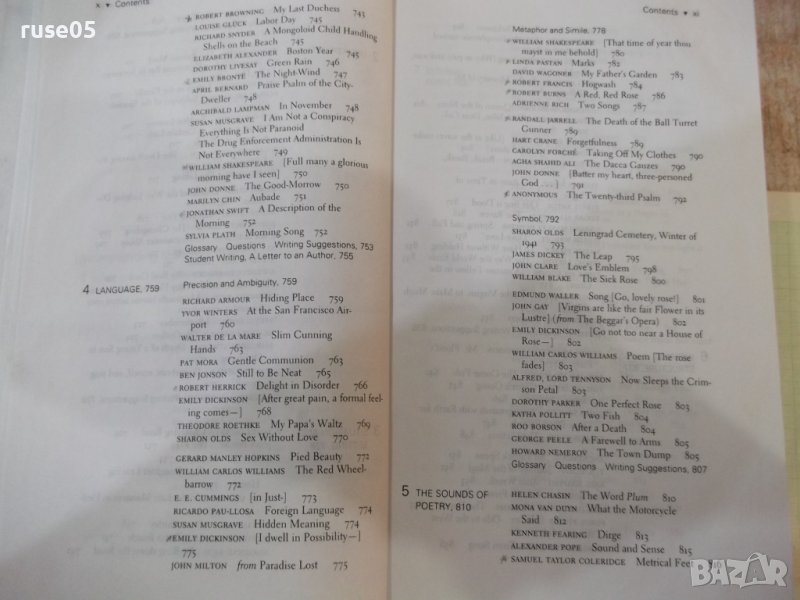 ruse05
x ▾ Contents
ROBERT BROWNING My Last Duchess 743
LOUISE GLÜCK Labor Day 745
RICHARD SNYDER A Mongoloid Child Handling
Shells on the Beach 745
ELIZABETH ALEXANDER Boston Year 745
DOROTHY LIVESAY Green Rain 746
EMILY BRONTË The Night-Wind 747
APRIL BERNARD Praise Psalm of the City-
Dweller 748
ARCHIBALD LAMPMAN In November 748
SUSAN MUSGRAVE I Am Not a Conspiracy
Everything Is Not Paranoid
The Drug Enforcement Administration Is
Not Everywhere 749
WILLIAM SHAKESPEARE [Full many a glorious
morning have I seen] 750
JOHN DONNE The Good-Morrow 750
MARILYN CHIN Aubade 751
JONATHAN SWIFT A Description of the
Morning 752
SYLVIA PLATH Morning Song 752
Glossary Questions Writing Suggestions, 753
Student Writing, A Letter to an Author, 755
4 LANGUAGE, 759 Precision and Ambiguity, 759
RICHARD ARMOUR Hiding Place 759
YVOR WINTERS At the San Francisco Air-
port 760
WALTER DE LA MARE Slim Cunning
Hands 763
PAT MORA Gentle Communion 763
BEN JONSON Still to Be Neat 765
ROBERT HERRICK Delight in Disorder 766
EMILY DICKINSON [After great pain, a formal feel-
ing comes—] 768
THEODORE ROETHKE My Papa's Waltz 769
SHARON OLDS Sex Without Love 770
GERARD MANLEY HOPKINS Pied Beauty 772
WILLIAM CARLOS WILLIAMS The Red Wheel-
barrow 772
E. E. CUMMINGS [in Just-] 773
RICARDO PAU-LLOSA Foreign Language 774
SUSAN MUSGRAVE Hidden Meaning 774
EMILY DICKINSON [I dwell in Possibility—]
775
JOHN MILTON from Paradise Lost 775
Contents ▾ xi
Metaphor and Simile, 778
WILLIAM SHAKESPEARE [That time of year thou
mayst in me behold] 780
LINDA PASTAN Marks 782
DAVID WAGONER My Father's Garden 783
ROBERT FRANCIS Hogwash 784
ROBERT BURNS A Red, Red Rose 786
ADRIENNE RICH Two Songs 787
RANDALL JARRELL The Death of the Ball Turret
Gunner 789
HART CRANE Forgetfulness 789
CAROLYN FORCHÉ Taking Off My Clothes 790
AGHA SHAHID ALI The Dacca Gauzes 790
JOHN DONNE [Batter my heart, three-personed
God . . .] 791
ANONYMOUS The Twenty-third Psalm 791
Symbol, 792
SHARON OLDS Leningrad Cemetery, Winter of
1941 793
JAMES DICKEY The Leap 795
JOHN CLARE Love's Emblem 798
WILLIAM BLAKE The Sick Rose 800
EDMUND WALLER Song [Go, lovely rose!] 801
JOHN GAY [Virgins are like the fair Flower in its
Lustre] (from The Beggar's Opera) 802
EMILY DICKINSON [Go not too near a House of
Rose—] 802
WILLIAM CARLOS WILLIAMS Poem [The rose
fades] 803
ALFRED, LORD TENNYSON Now Sleeps the Crim-
son Petal 803
DOROTHY PARKER One Perfect Rose 803
KATHA POLLITT Two Fish 804
ROO BORSON After a Death 804
GEORGE PEELE A Farewell to Arms 805
HOWARD NEMEROV The Town Dump 805
Glossary Questions Writing Suggestions, 807
5 THE SOUNDS OF
POETRY, 810
HELEN CHASIN The Word Plum 810
MONA VAN DUYN What the Motorcycle
Said 812
KENNETH FEARING Dirge 813
ALEXANDER POPE Sound and Sense 815
SAMUEL TAYLOR COLERIDGE Metrical Feet
БАZАР